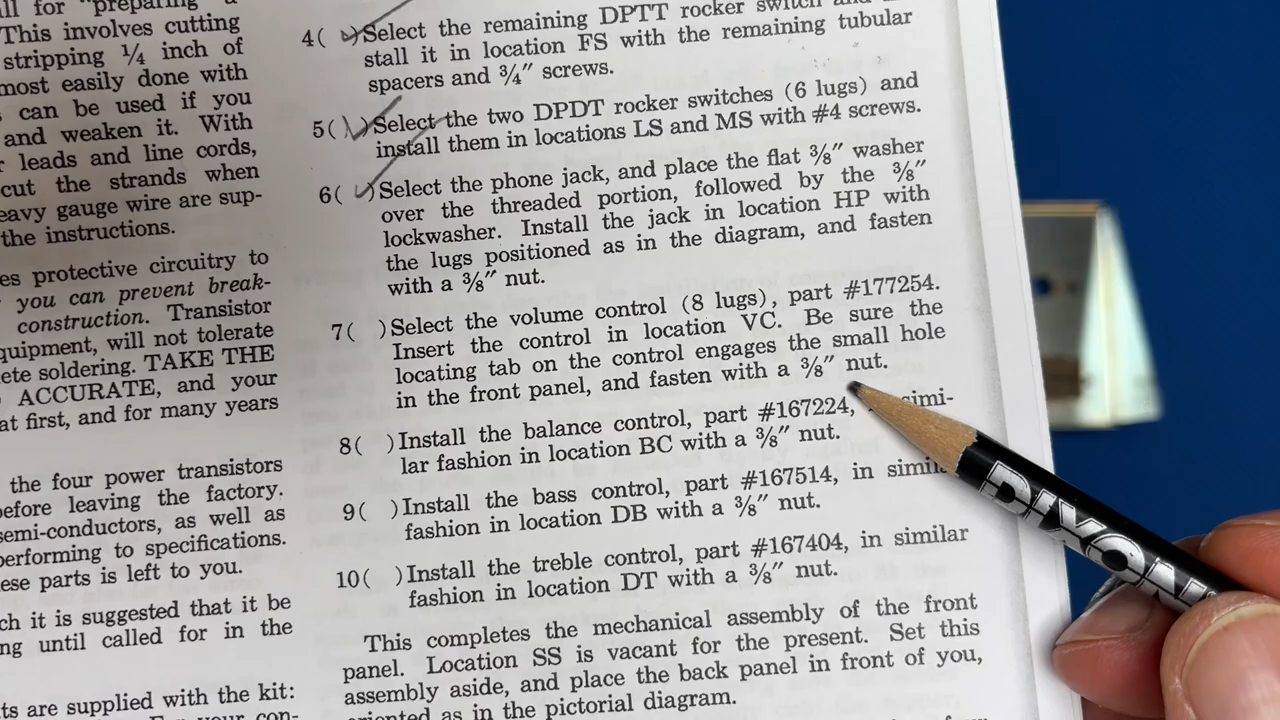 all for "preparing" a
This involves cutting
stripping ¼ inch of
most easily done with
can be used if you
and weaken it. With
leads and line cords,
cut the strands when
heavy gauge wire are sup-
the instructions.
es protective circuitry to
you can prevent break-
construction. Transistor
quipment, will not tolerate
ete soldering. TAKE THE
ACCURATE, and your
at first, and for many years
the four power transistors
before leaving the factory.
semi-conductors, as well as
performing to specifications.
these parts is left to you.
ch it is suggested that it be
ng until called for in the
ts are supplied with the kit:
4( )Select the remaining DPTT rocker switch and
stall it in location FS with the remaining tubular
spacers and ¾″ screws.
5( )Select the two DPDT rocker switches (6 lugs) and
install them in locations LS and MS with #4 screws.
6( )Select the phone jack, and place the flat ⅜″ washer
over the threaded portion, followed by the ⅜″
lockwasher. Install the jack in location HP with
the lugs positioned as in the diagram, and fasten
with a ⅜″ nut.
7( )Select the volume control (8 lugs), part #177254.
Insert the control in location VC. Be sure the
locating tab on the control engages the small hole
in the front panel, and fasten with a ⅜″ nut.
8( )Install the balance control, part #167224, simi-
lar fashion in location BC with a ⅜″ nut.
9( )Install the bass control, part #167514, in simil
fashion in location DB with a ⅜″ nut.
10( )Install the treble control, part #167404, in similar
fashion in location DT with a ⅜″ nut.
This completes the mechanical assembly of the front
panel. Location SS is vacant for the present. Set this
assembly aside, and place the back panel in front of you,
oriented as in the pictorial diagram.
DIXON